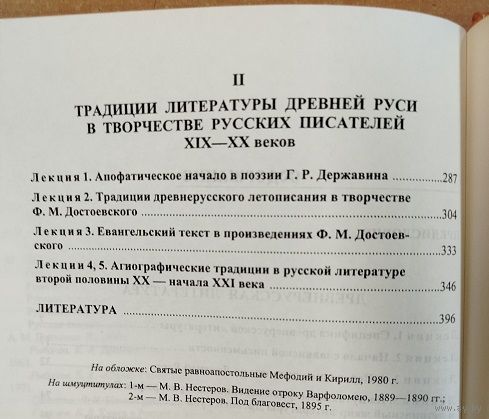 II
ТРАДИЦИИ ЛИТЕРАТУРЫ ДРЕВНЕЙ РУСИ
В ТВОРЧЕСТВЕ РУССКИХ ПИСАТЕЛЕЙ
XIX—XX веков
Лекция 1. Апофатическое начало в поэзии Г. Р. Державина ........ 287
Лекция 2. Традиции древнерусского летописания в творчестве
Ф. М. Достоевского ........ 304
Лекция 3. Евангельский текст в произведениях Ф. М. Достоев-
ского ........ 333
Лекции 4, 5. Агиографические традиции в русской литературе
второй половины XX — начала XXI века ........ 346
ЛИТЕРАТУРА ........ 396
На обложке: Святые равноапостольные Мефодий и Кирилл, 1980 г.
На шмуцтитулах: 1-м — М. В. Нестеров. Видение отроку Варфоломею, 1889—1890 гг.;
2-м — М. В. Нестеров. Под благовест, 1895 г.